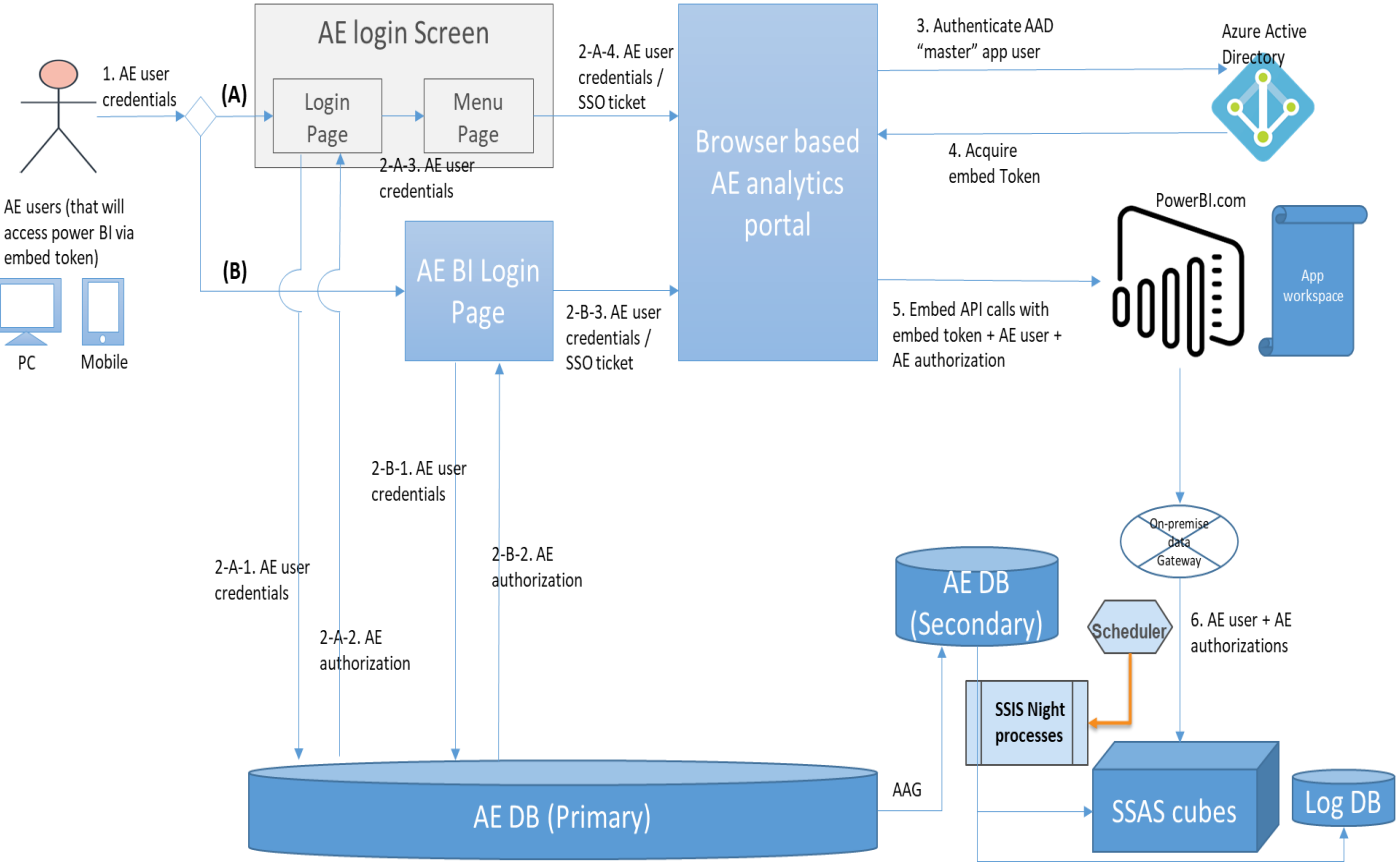 AE login Screen
1. AE user
credentials
(A)
Login
Page
Menu
Page
2-A-3. AE user
credentials
2-A-4. AE user
credentials /
SSO ticket
Browser based
AE analytics
portal
3. Authenticate AAD
“master” app user
Azure Active
Directory
4. Acquire
embed Token
AE users (that will
access power BI via
embed token)
PC
Mobile
(B)
AE BI Login
Page
2-B-3. AE user
credentials /
SSO ticket
5. Embed API calls with
embed token + AE user +
AE authorization
PowerBI.com
App
workspace
2-B-1. AE user
credentials
2-B-2. AE
authorization
2-A-1. AE user
credentials
2-A-2. AE
authorization
On-premise
data
Gateway
AE DB
(Secondary)
Scheduler
6. AE user + AE
authorizations
SSIS Night
processes
AAG
AE DB (Primary)
SSAS cubes
Log DB